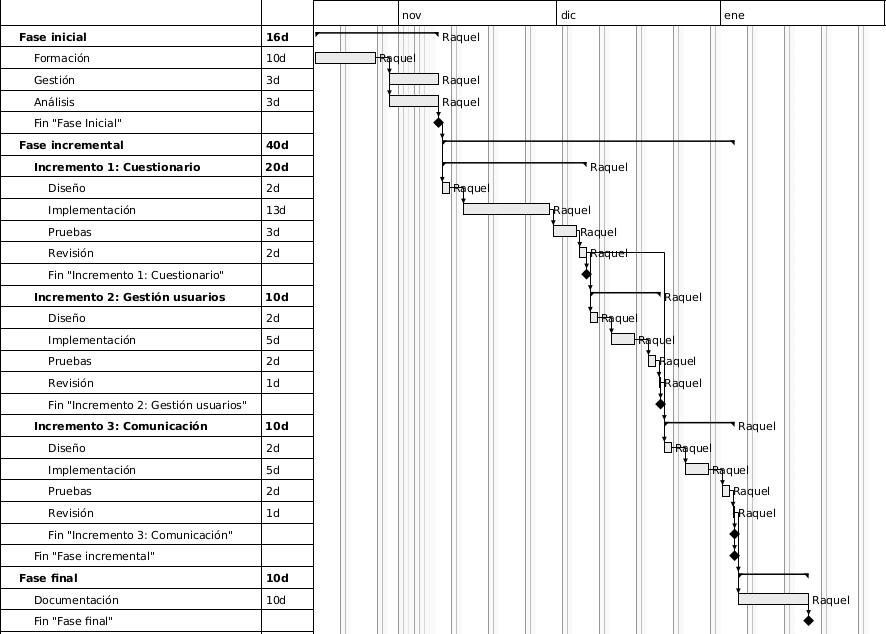 nov dic ene
Fase inicial 16d Raquel
Formación 10d Raquel
Gestión 3d Raquel
Análisis 3d Raquel
Fin "Fase Inicial"
Fase incremental 40d
Incremento 1: Cuestionario 20d Raquel
Diseño 2d Raquel
Implementación 13d Raquel
Pruebas 3d Raquel
Revisión 2d Raquel
Fin "Incremento 1: Cuestionario"
Incremento 2: Gestión usuarios 10d Raquel
Diseño 2d Raquel
Implementación 5d Raquel
Pruebas 2d Raquel
Revisión 1d Raquel
Fin "Incremento 2: Gestión usuarios"
Incremento 3: Comunicación 10d Raquel
Diseño 2d Raquel
Implementación 5d Raquel
Pruebas 2d Raquel
Revisión 1d Raquel
Fin "Incremento 3: Comunicación"
Fin "Fase incremental"
Fase final 10d
Documentación 10d Raquel
Fin "Fase final"